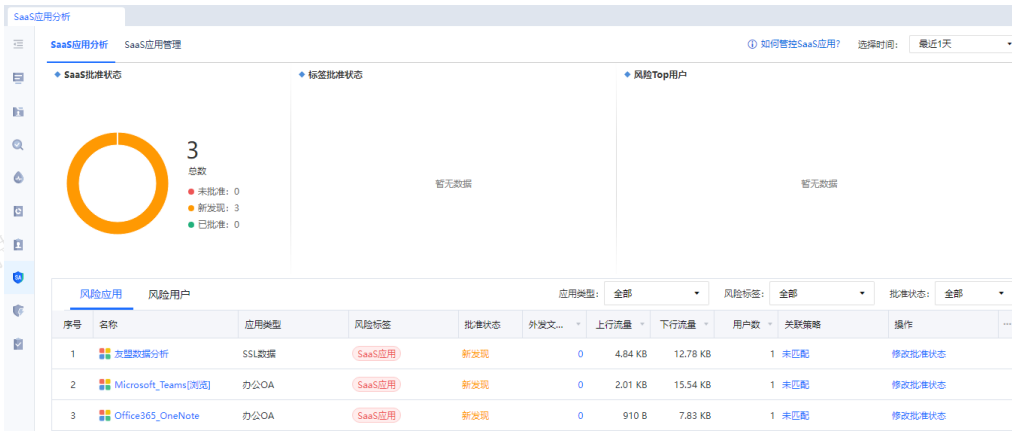 SaaS应用分析
SaaS应用分析 SaaS应用管理 如何管控SaaS应用? 选择时间: 最近1天
SaaS批准状态 标签批准状态 风险Top用户
3
总数
未批准: 0
新发现: 3
已批准: 0
暂无数据 暂无数据
风险应用 风险用户 应用类型: 全部 风险标签: 全部 批准状态: 全部
序号 名称 应用类型 风险标签 批准状态 外发文... 上行流量 下行流量 用户数 关联策略 操作
1 友盟数据分析 SSL数据 SaaS应用 新发现 0 4.84 KB 12.78 KB 1 未匹配 修改批准状态
2 Microsoft_Teams[浏览] 办公OA SaaS应用 新发现 0 2.01 KB 15.54 KB 1 未匹配 修改批准状态
3 Office365_OneNote 办公OA SaaS应用 新发现 0 910 B 7.83 KB 1 未匹配 修改批准状态